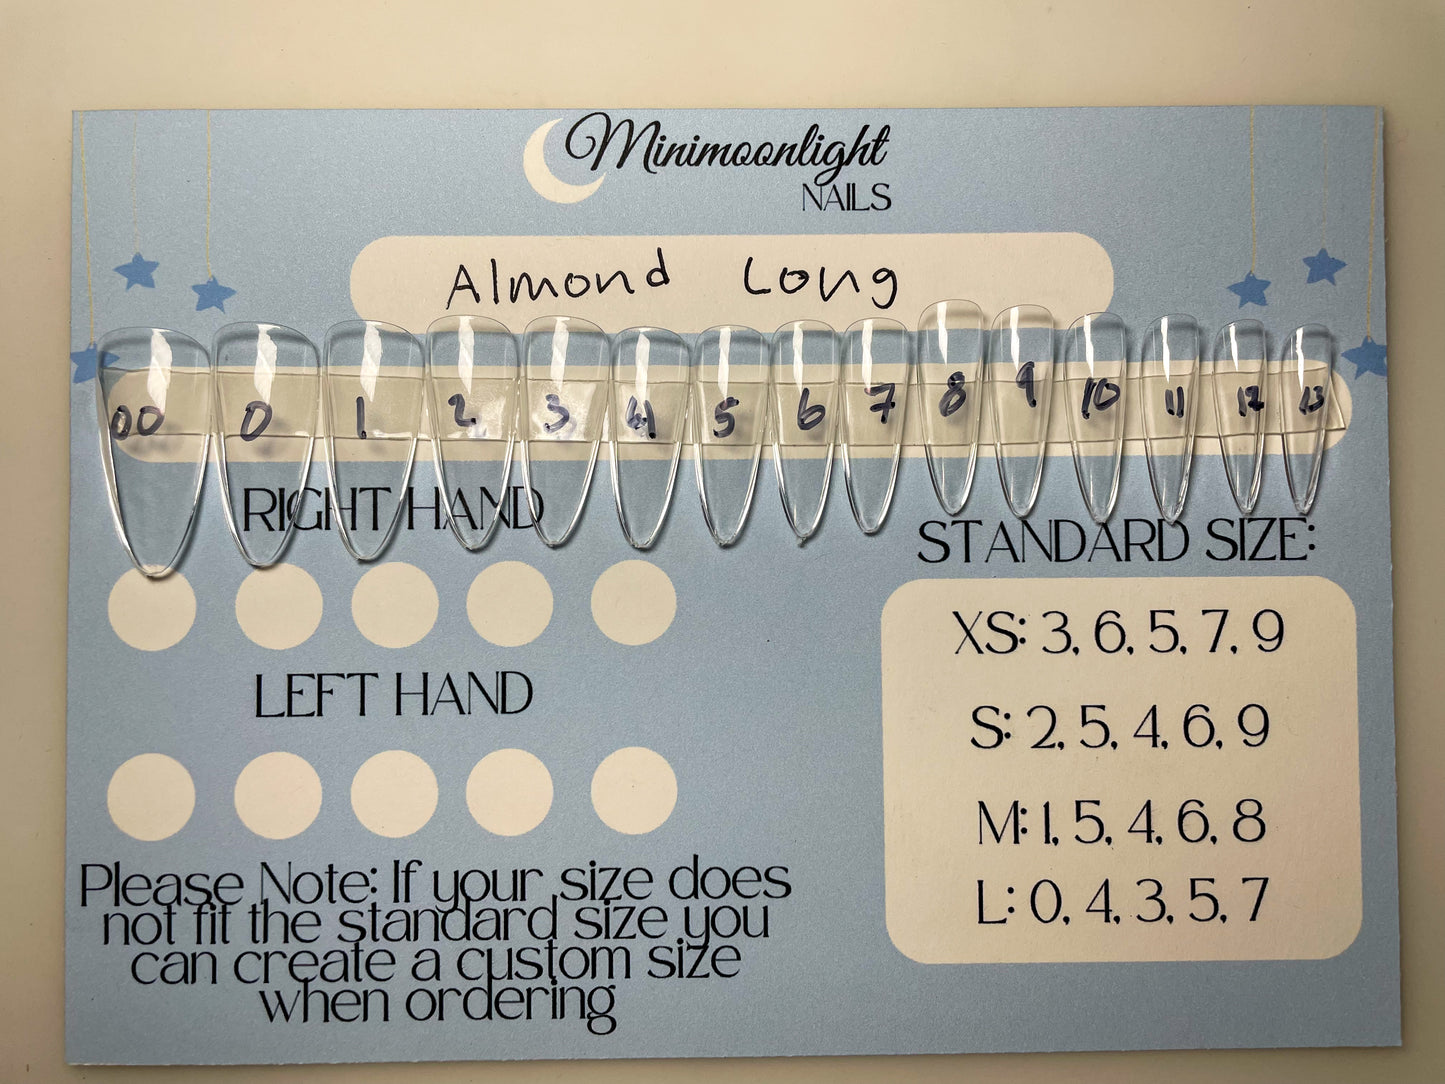 Minimoonlight
NAILS
Almond Long
00 0 1 2 3 4 5 6 7 8 9 10 11 12 13
RIGHT HAND
STANDARD SIZE:
XS: 3, 6, 5, 7, 9
S: 2, 5, 4, 6, 9
M: 1, 5, 4, 6, 8
L: 0, 4, 3, 5, 7
LEFT HAND
Please Note: If your size does
not fit the standard size you
can create a custom size
when ordering